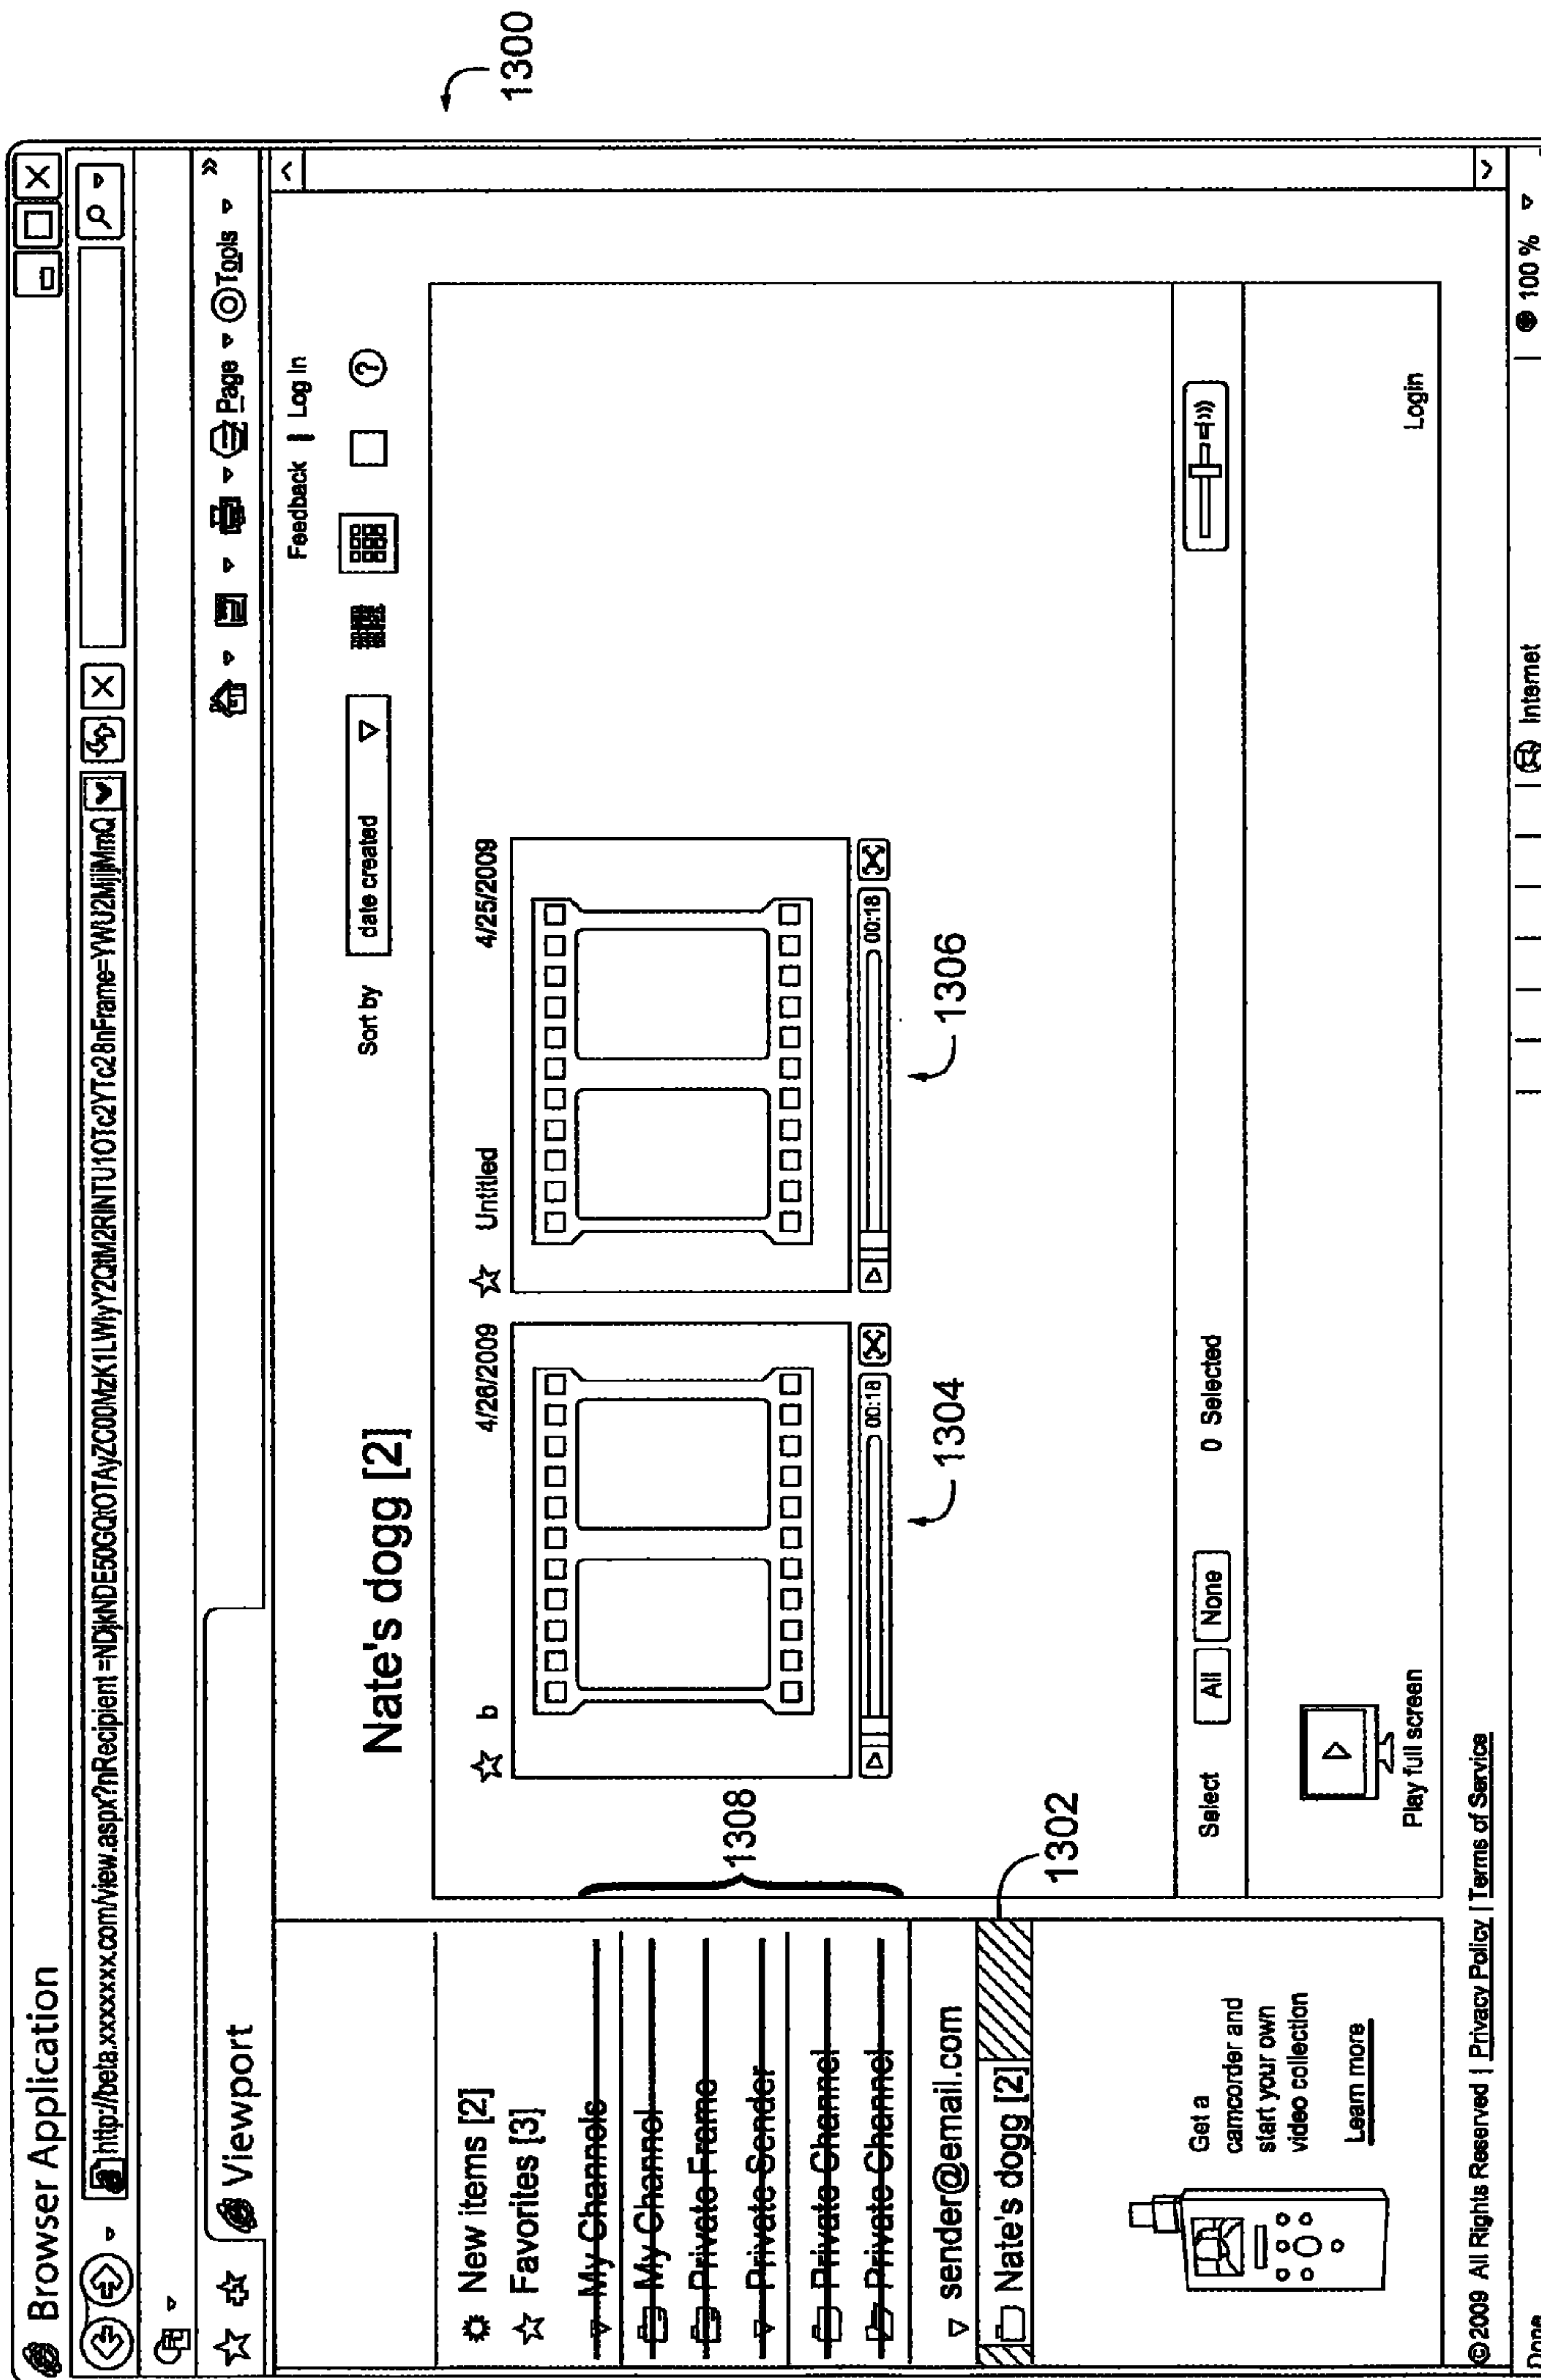 Browser Application
http://beta.xxxxxxx.com/view.aspx?nRecipient
Viewport
Page
Tools
Feedback | Log In
New items [2]
Favorites [3]
My Channels
My Channel
Private Frame
Private Sender
Private Channel
Private Channel
sender@email.com
Nate's dogg [2]
Get a
camcorder and
start your own
video collection
Learn more
Nate's dogg [2]
Sort by
date created
b
4/26/2009
00:18
Untitled
4/25/2009
00:18
1304
1306
1308
1302
Select
All
None
0 Selected
Play full screen
Login
©2009 All Rights Reserved | Privacy Policy | Terms of Service
Done
Internet
100 %
1300